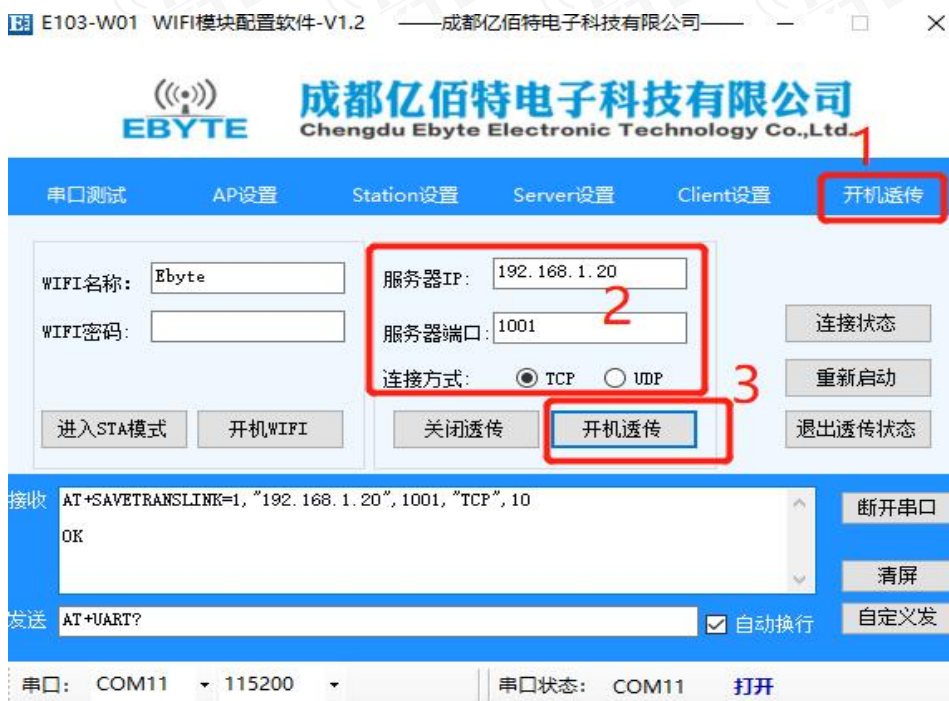 E103-W01 WIFI模块配置软件-V1.2 ——成都亿佰特电子科技有限公司——
EBYTE
成都亿佰特电子科技有限公司
Chengdu Ebyte Electronic Technology Co.,Ltd.
1
串口测试 AP设置 Station设置 Server设置 Client设置 开机透传
WIFI名称: Ebyte 服务器IP: 192.168.1.20
2
WIFI密码: 服务器端口: 1001 连接状态
连接方式: TCP UDP 3 重新启动
进入STA模式 开机WIFI 关闭透传 开机透传 退出透传状态
接收 AT+SAVETRANSLINK=1,"192.168.1.20",1001,"TCP",10 断开串口
OK
清屏
发送 AT+UART? 自动换行 自定义发
串口: COM11 115200 串口状态: COM11 打开